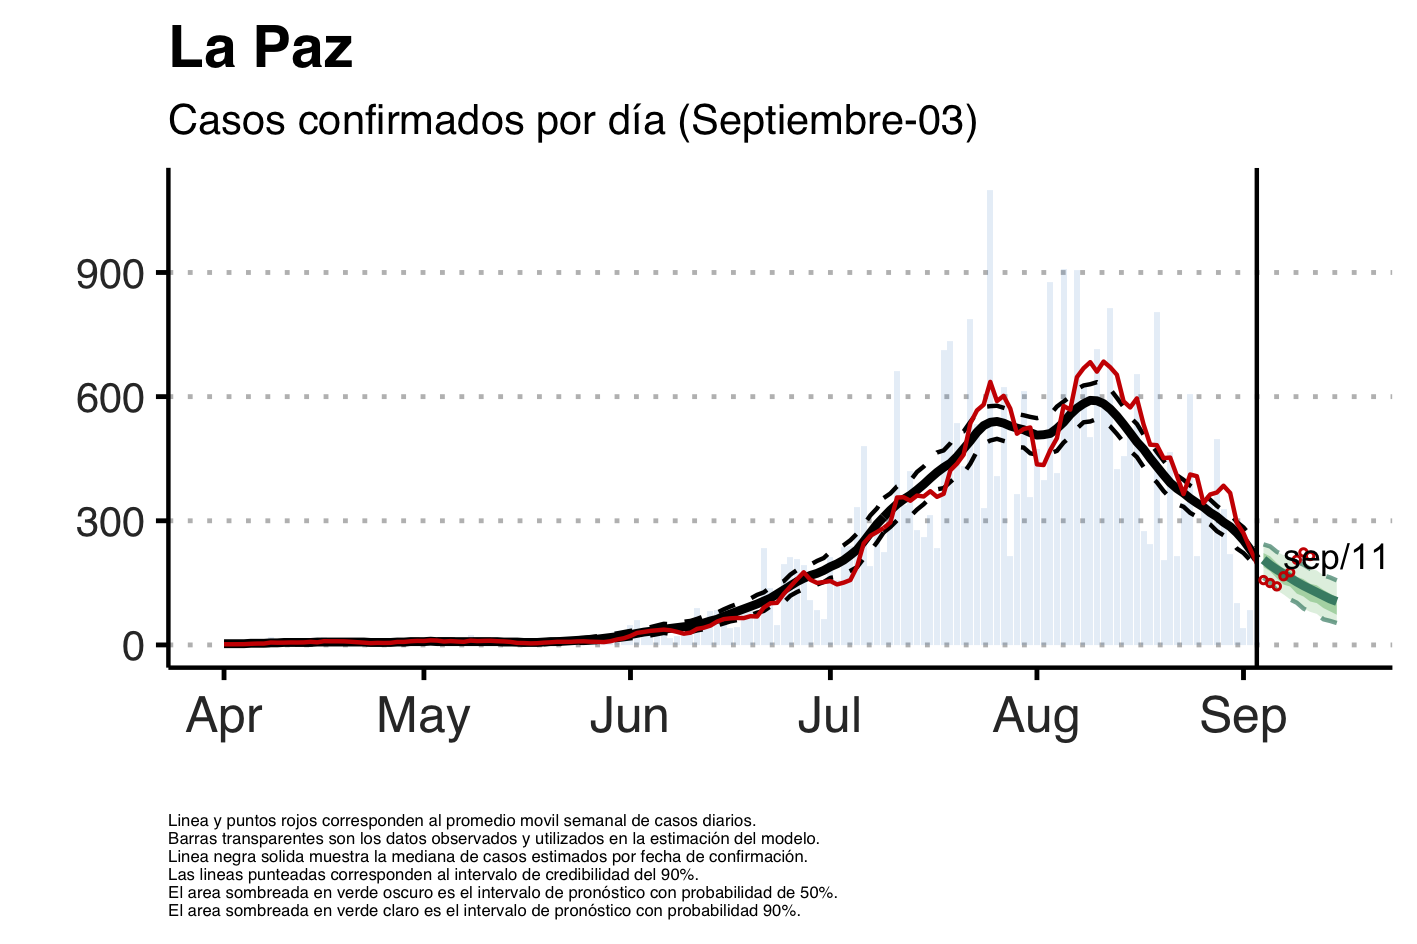 La Paz
Casos confirmados por día (Septiembre-03)
900
600
300
0
sep/11
Apr May Jun Jul Aug Sep
Linea y puntos rojos corresponden al promedio movil semanal de casos diarios.
Barras transparentes son los datos observados y utilizados en la estimación del modelo.
Linea negra solida muestra la mediana de casos estimados por fecha de confirmación.
Las lineas punteadas corresponden al intervalo de credibilidad del 90%.
El area sombreada en verde oscuro es el intervalo de pronóstico con probabilidad de 50%.
El area sombreada en verde claro es el intervalo de pronóstico con probabilidad 90%.